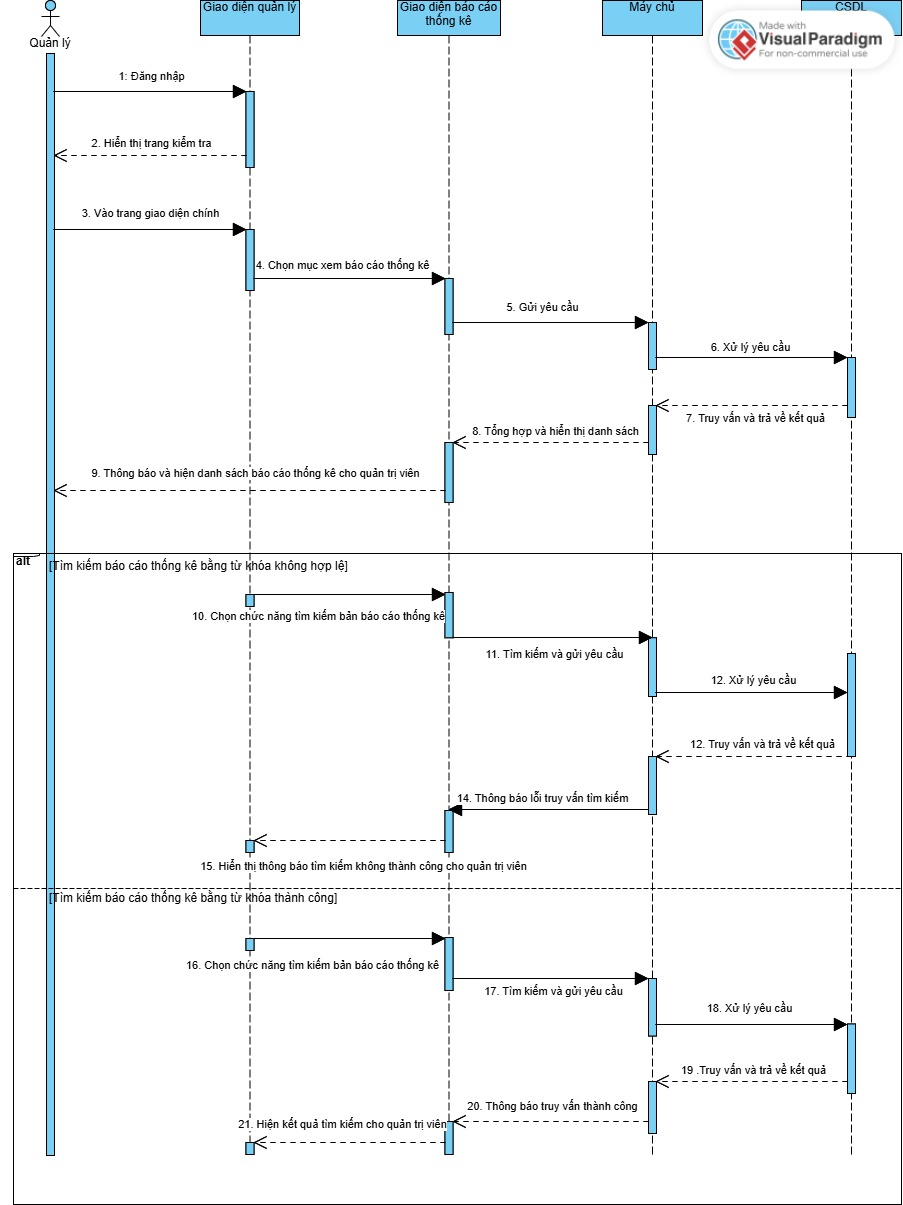 Giao diện quản lý
Giao diện báo cáo
thống kê
Máy chủ
CSDL
Made with
VisualParadigm
For non-commercial use
Quản lý
1: Đăng nhập
2. Hiển thị trang kiểm tra
3. Vào trang giao diện chính
4. Chọn mục xem báo cáo thống kê
5. Gửi yêu cầu
6. Xử lý yêu cầu
7. Truy vấn và trả về kết quả
8. Tổng hợp và hiển thị danh sách
9. Thông báo và hiện danh sách báo cáo thống kê cho quản trị viên
alt
[Tìm kiếm báo cáo thống kê bằng từ khóa không hợp lệ]
10. Chọn chức năng tìm kiếm bản báo cáo thống kê
11. Tìm kiếm và gửi yêu cầu
12. Xử lý yêu cầu
12. Truy vấn và trả về kết quả
14. Thông báo lỗi truy vấn tìm kiếm
15. Hiển thị thông báo tìm kiếm không thành công cho quản trị viên
[Tìm kiếm báo cáo thống kê bằng từ khóa thành công]
16. Chọn chức năng tìm kiếm bản báo cáo thống kê
17. Tìm kiếm và gửi yêu cầu
18. Xử lý yêu cầu
19 .Truy vấn và trả về kết quả
20. Thông báo truy vấn thành công
21. Hiện kết quả tìm kiếm cho quản trị viên